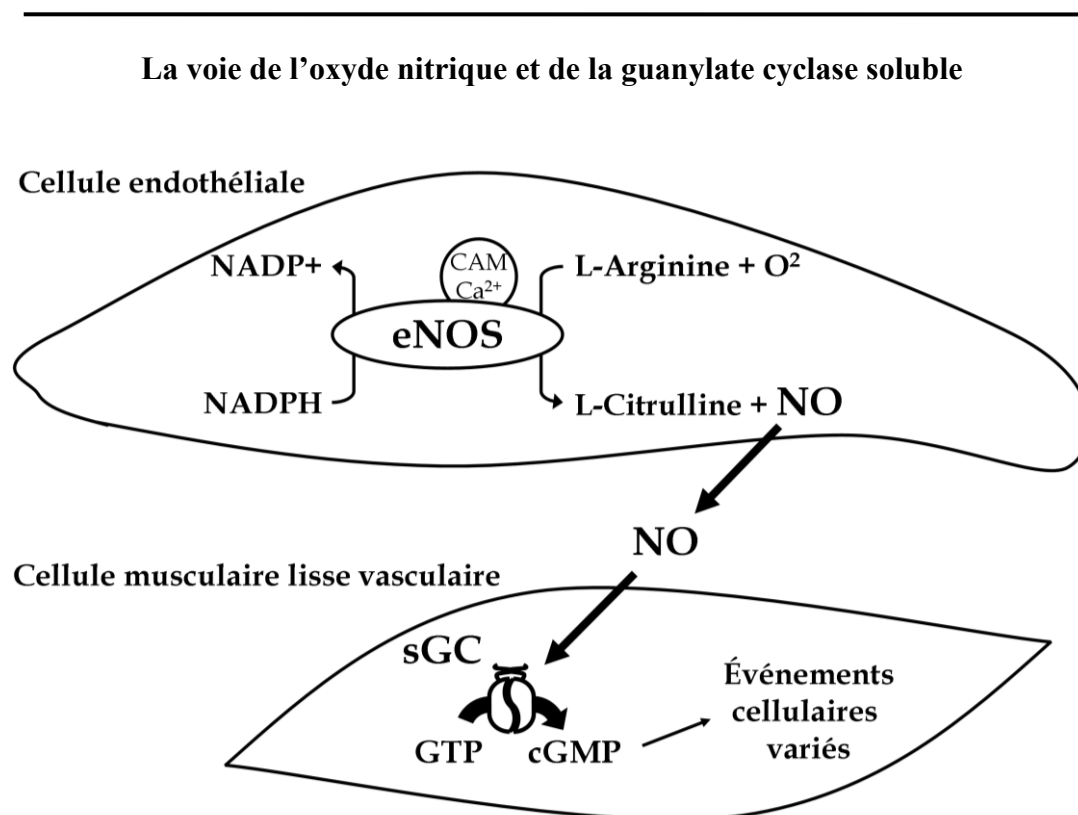 La voie de l’oxyde nitrique et de la guanylate cyclase soluble
Cellule endothéliale
NADP+
CAM
Ca²⁺
L-Arginine + O²
eNOS
NADPH
L-Citrulline + NO
NO
Cellule musculaire lisse vasculaire
sGC
GTP
cGMP
Événements
cellulaires
variés